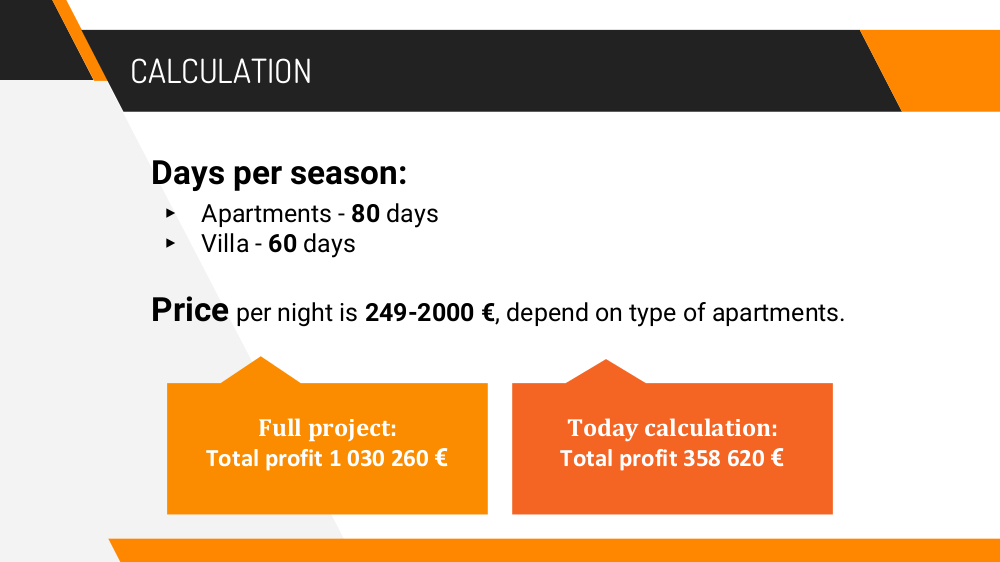 CALCULATION
Days per season:
▸ Apartments - 80 days
▸ Villa - 60 days
Price per night is 249-2000 €, depend on type of apartments.
Full project:
Total profit 1 030 260 €
Today calculation:
Total profit 358 620 €